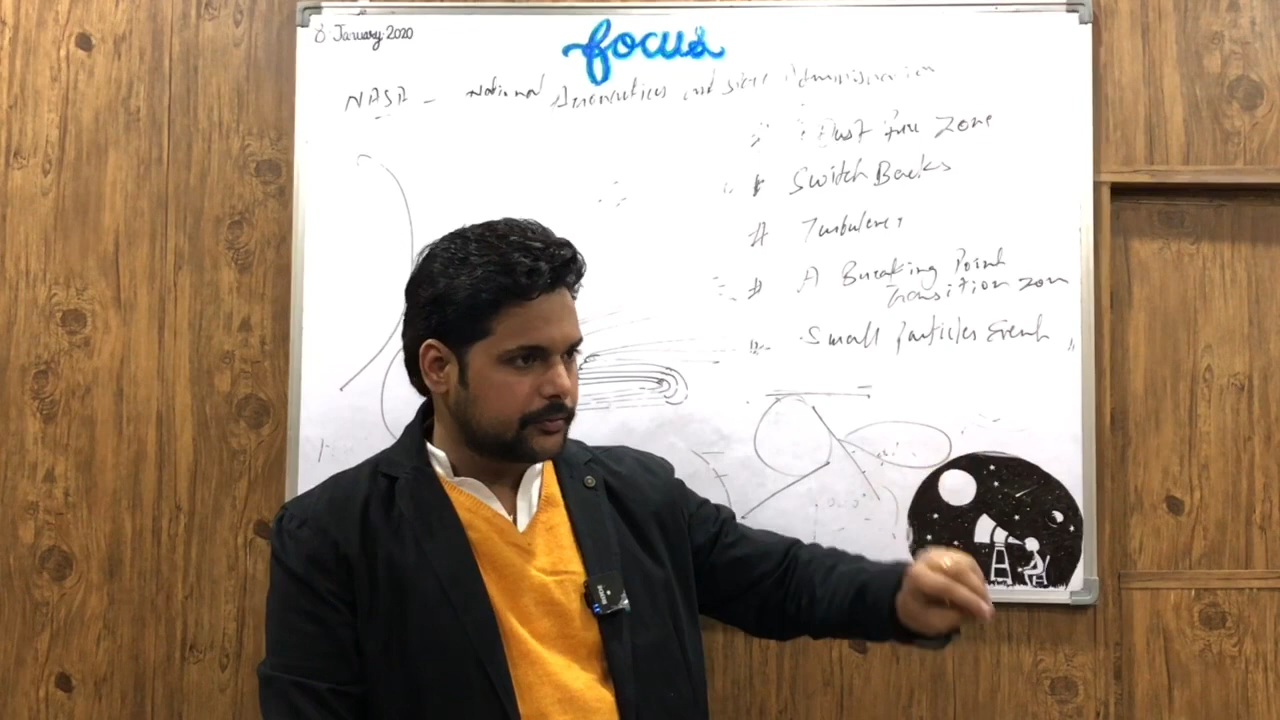 8 January 2020
focus
NASA - National Aeronautics and Space Administration
Dust Free Zone
# Switch Backs
# Turbulence
# A Breaking Point
Transition Zone
Small Particles Event